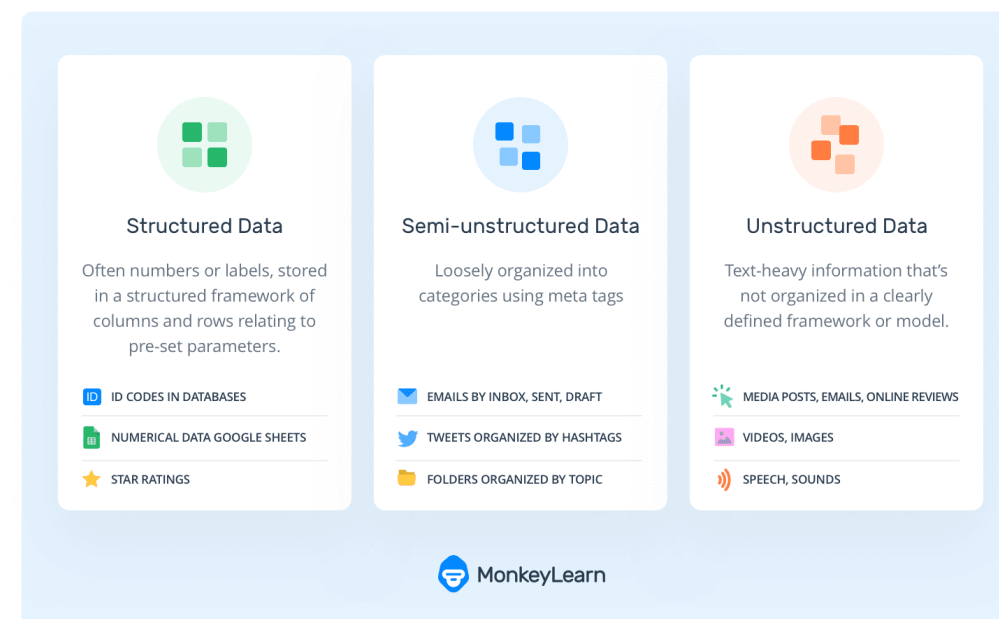 Structured Data
Often numbers or labels, stored
in a structured framework of
columns and rows relating to
pre-set parameters.
ID
ID CODES IN DATABASES
NUMERICAL DATA GOOGLE SHEETS
STAR RATINGS
Semi-unstructured Data
Loosely organized into
categories using meta tags
EMAILS BY INBOX, SENT, DRAFT
TWEETS ORGANIZED BY HASHTAGS
FOLDERS ORGANIZED BY TOPIC
Unstructured Data
Text-heavy information that’s
not organized in a clearly
defined framework or model.
MEDIA POSTS, EMAILS, ONLINE REVIEWS
VIDEOS, IMAGES
SPEECH, SOUNDS
MonkeyLearn